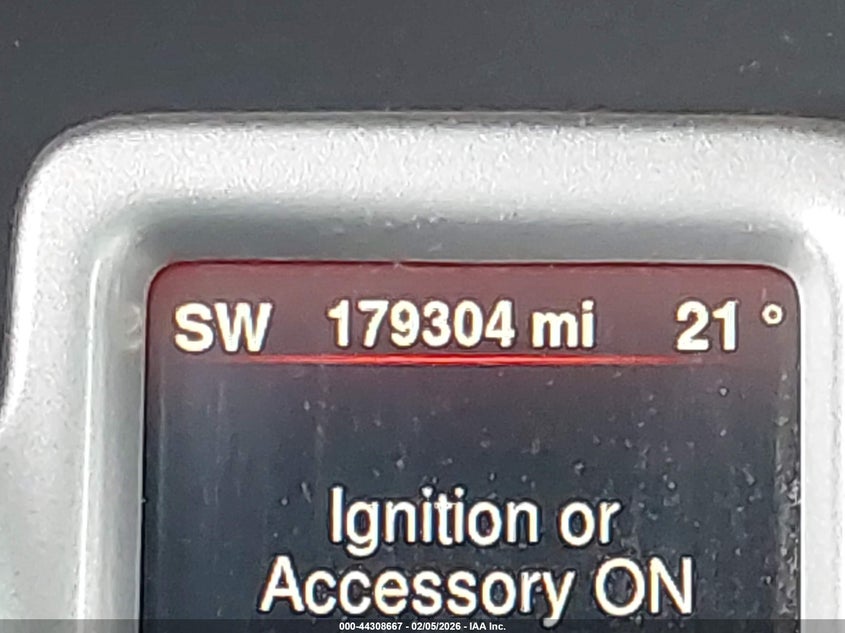 SW 179304 mi 21 °
Ignition or
Accessory ON
000-44308667 - 02/05/2026 - IAA Inc.